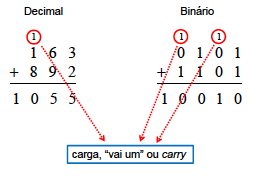 Decimal Binário
1 1 1
1 6 3 0 1 0 1
+ 8 9 2 + 1 1 0 1
1 0 5 5 1 0 0 1 0
carga, “vai um” ou carry